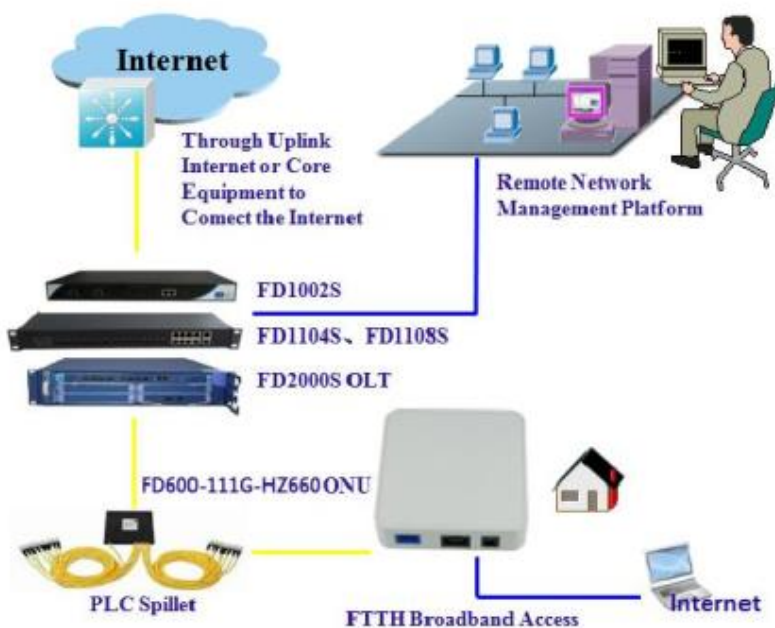 Internet
Through Uplink
Internet or Core
Equipment to
Comect the Internet
Remote Network
Management Platform
FD1002S
FD1104S、FD1108S
FD2000S OLT
FD600-111G-HZ660 ONU
PLC Spillet
FTTH Broadband Access
Internet